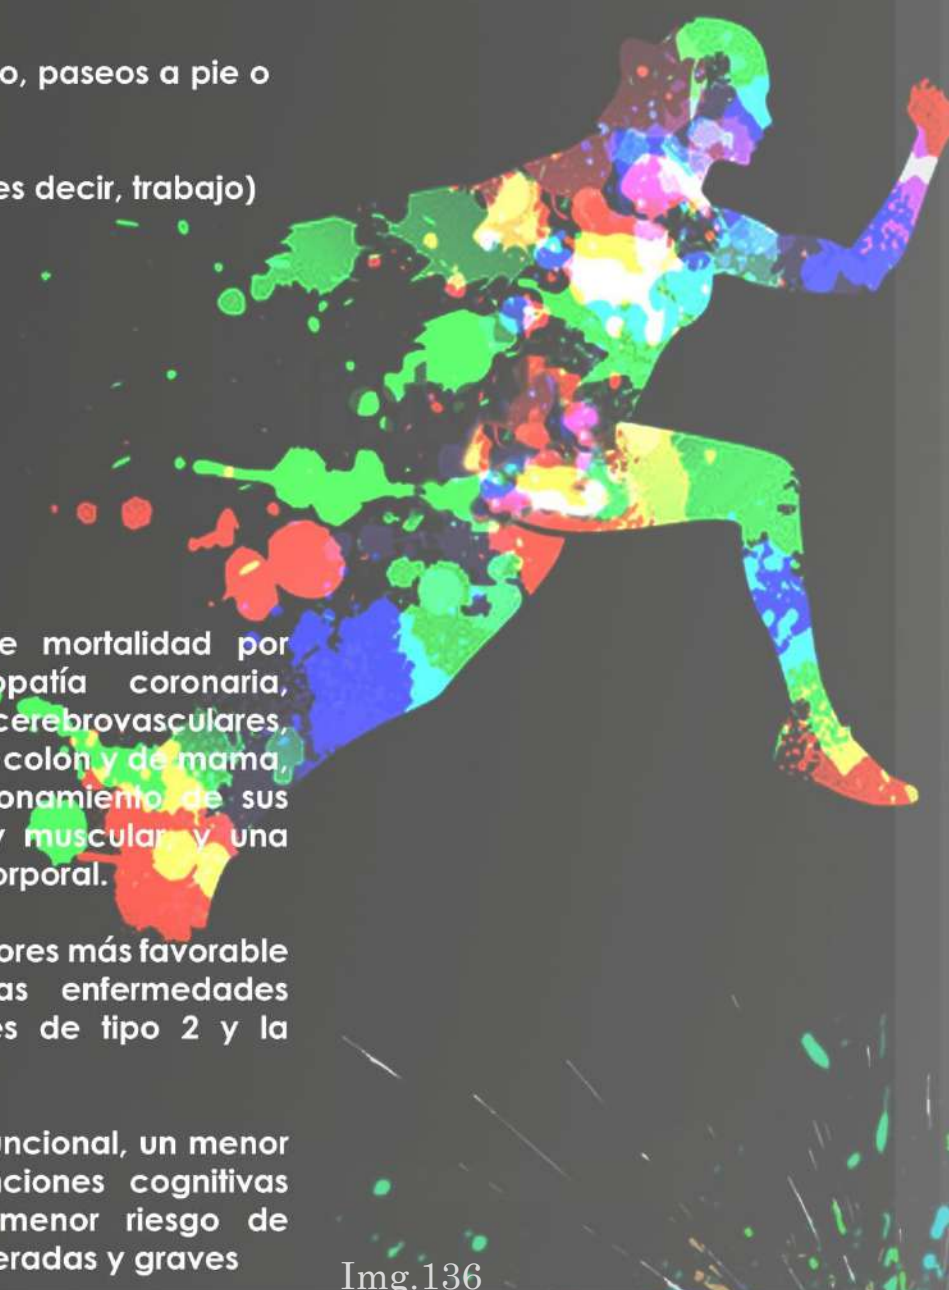 o, paseos a pie o
es decir, trabajo)
e mortalidad por
opatía coronaria,
cerebrovasculares,
colon y de mama,
onamiento de sus
y muscular, y una
orporal.
ores más favorable
as enfermedades
es de tipo 2 y la
uncional, un menor
nciones cognitivas
menor riesgo de
eradas y graves
Img.136